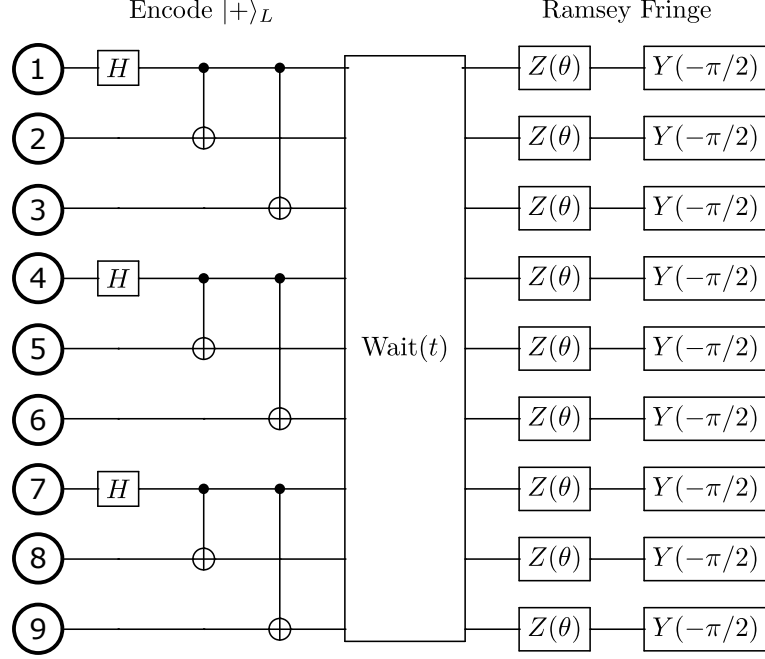 Encode |+⟩_L Ramsey Fringe
1 H Z(θ) Y(−π/2)
2 Z(θ) Y(−π/2)
3 Z(θ) Y(−π/2)
4 H Z(θ) Y(−π/2)
Wait(t)
5 Z(θ) Y(−π/2)
6 Z(θ) Y(−π/2)
7 H Z(θ) Y(−π/2)
8 Z(θ) Y(−π/2)
9 Z(θ) Y(−π/2)